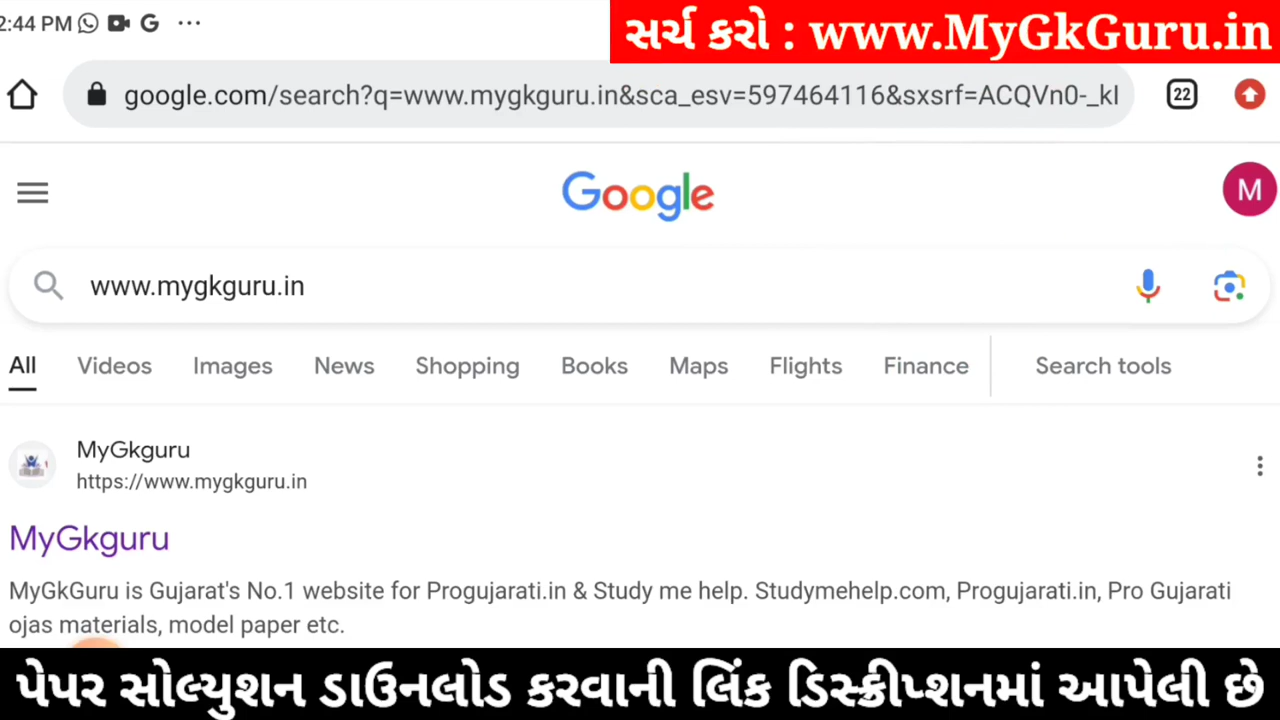 2:44 PM
સર્ચ કરો : www.MyGkGuru.in
google.com/search?q=www.mygkguru.in&sca_esv=597464116&sxsrf=ACQVn0-_kI
22
Google
M
www.mygkguru.in
All Videos Images News Shopping Books Maps Flights Finance Search tools
MyGkguru
https://www.mygkguru.in
MyGkguru
MyGkGuru is Gujarat's No.1 website for Progujarati.in & Study me help. Studymehelp.com, Progujarati.in, Pro Gujarati
ojas materials, model paper etc.
પેપર સોલ્યુશન ડાઉનલોડ કરવાની લિંક ડિસ્ક્રીપ્શનમાં આપેલી છે